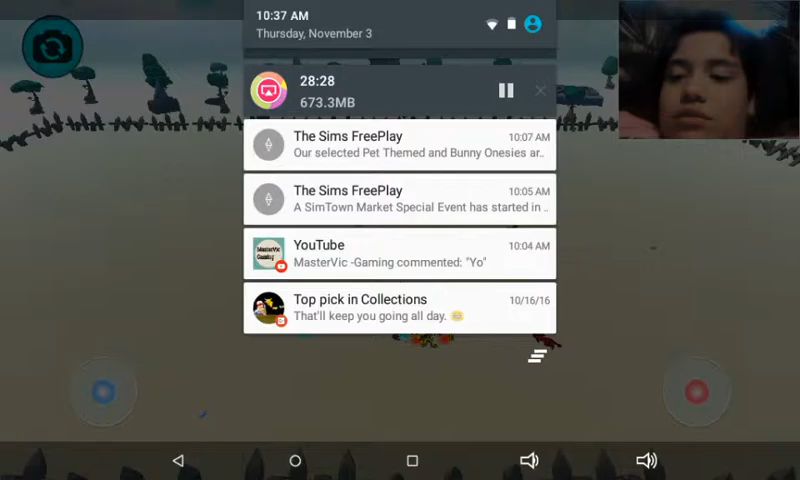 10:37 AM
Thursday, November 3
28:28
673.3MB
The Sims FreePlay 10:07 AM
Our selected Pet Themed and Bunny Onesies ar..
The Sims FreePlay 10:05 AM
A SimTown Market Special Event has started in ..
MasterVic
Gaming
YouTube 10:04 AM
MasterVic -Gaming commented: "Yo"
Top pick in Collections 10/16/16
That'll keep you going all day. 😊